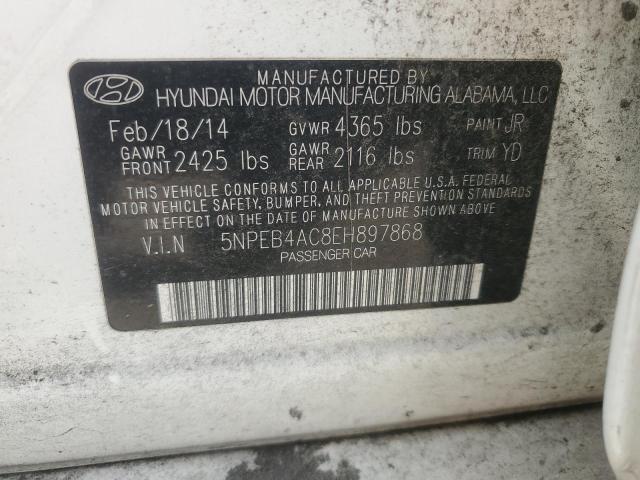 MANUFACTURED BY
HYUNDAI MOTOR MANUFACTURING ALABAMA, LLC
Feb/18/14 GVWR 4365 lbs PAINT JR
GAWR FRONT 2425 lbs GAWR REAR 2116 lbs TRIM YD
THIS VEHICLE CONFORMS TO ALL APPLICABLE U.S.A. FEDERAL
MOTOR VEHICLE SAFETY, BUMPER, AND THEFT PREVENTION STANDARDS
IN EFFECT ON THE DATE OF MANUFACTURE SHOWN ABOVE.
V.I.N 5NPEB4AC8EH897868
PASSENGER CAR